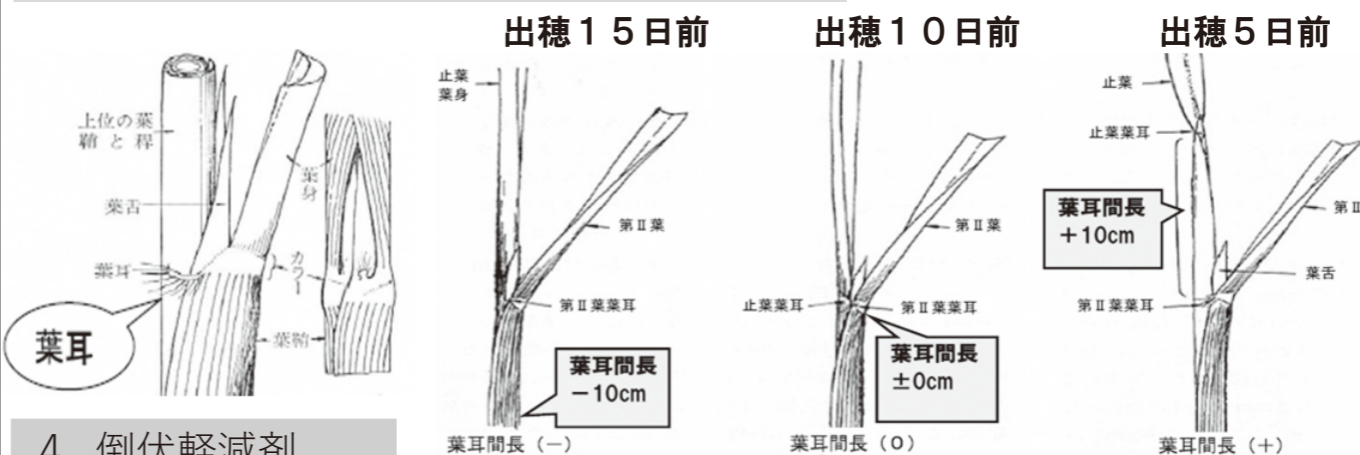 出穂１５日前
出穂１０日前
出穂５日前
上位の葉
鞘と稈
葉身
葉舌
葉耳
カラー
葉鞘
葉耳
止葉
葉身
第Ⅱ葉
第Ⅱ葉葉耳
葉耳間長
－10cm
葉耳間長（－）
第Ⅱ葉
止葉葉耳
第Ⅱ葉葉耳
葉耳間長
±0cm
葉耳間長（０）
止葉
止葉葉耳
葉耳間長
＋10cm
第Ⅱ
葉舌
第Ⅱ葉葉耳
葉耳間長（＋）
4 倒伏軽減剤